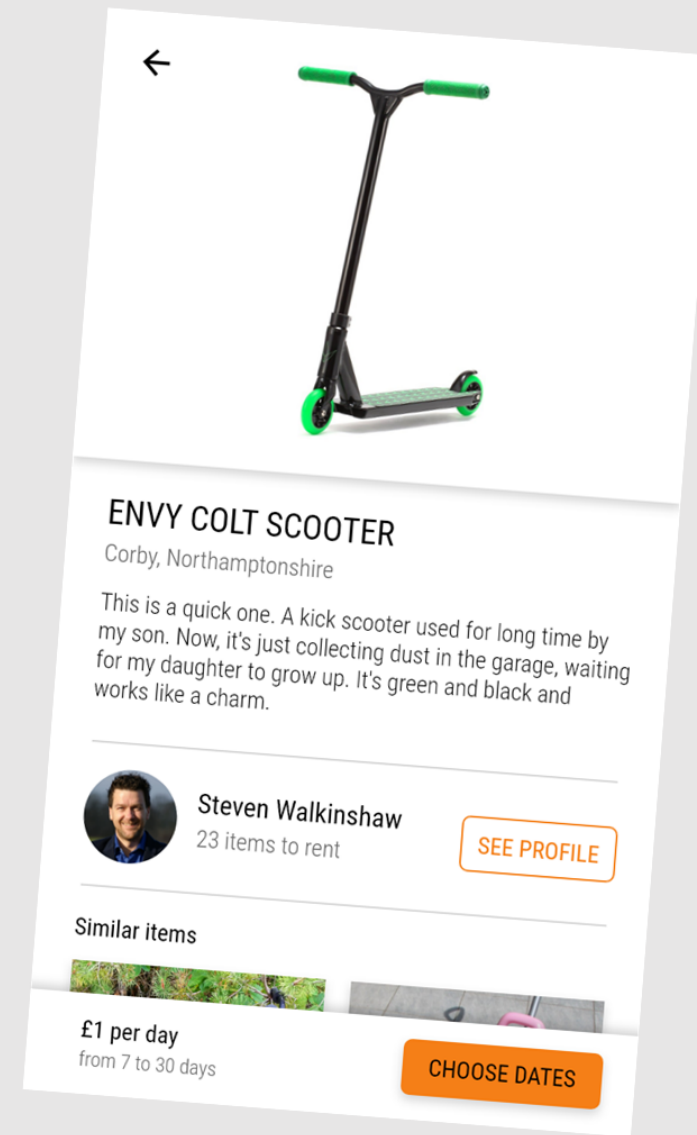 ENVY COLT SCOOTER
Corby, Northamptonshire
This is a quick one. A kick scooter used for long time by
my son. Now, it's just collecting dust in the garage, waiting
for my daughter to grow up. It's green and black and
works like a charm.
Steven Walkinshaw
23 items to rent
SEE PROFILE
Similar items
£1 per day
from 7 to 30 days
CHOOSE DATES